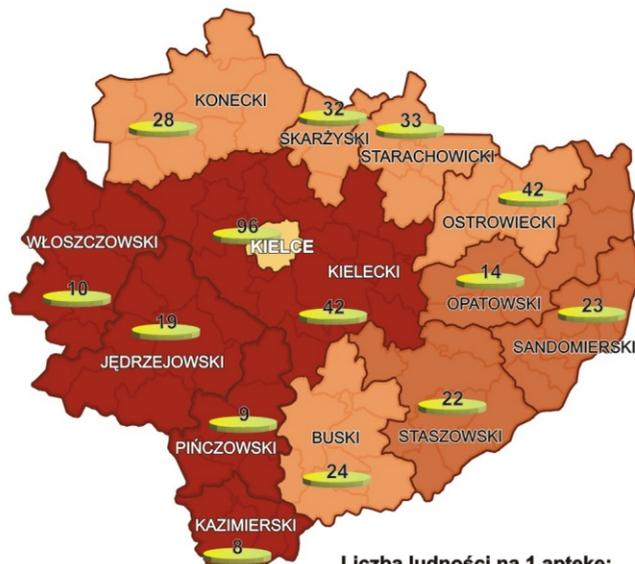 KONECKI
28
32
SKARŻYSKI
33
STARACHOWICKI
42
OSTROWIECKI
WŁOSZCZOWSKI
10
96
KIELCE
KIELECKI
42
14
OPATOWSKI
23
SANDOMIERSKI
19
JĘDRZEJOWSKI
9
PIŃCZOWSKI
BUSKI
24
22
STASZOWSKI
KAZIMIERSKI
8
Liczba ludności na 1 aptekę: